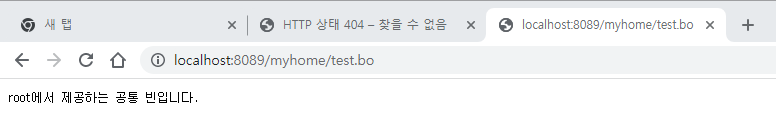 새 탭
HTTP 상태 404 – 찾을 수 없음
localhost:8089/myhome/test.bo
localhost:8089/myhome/test.bo
root에서 제공하는 공통 빈입니다.